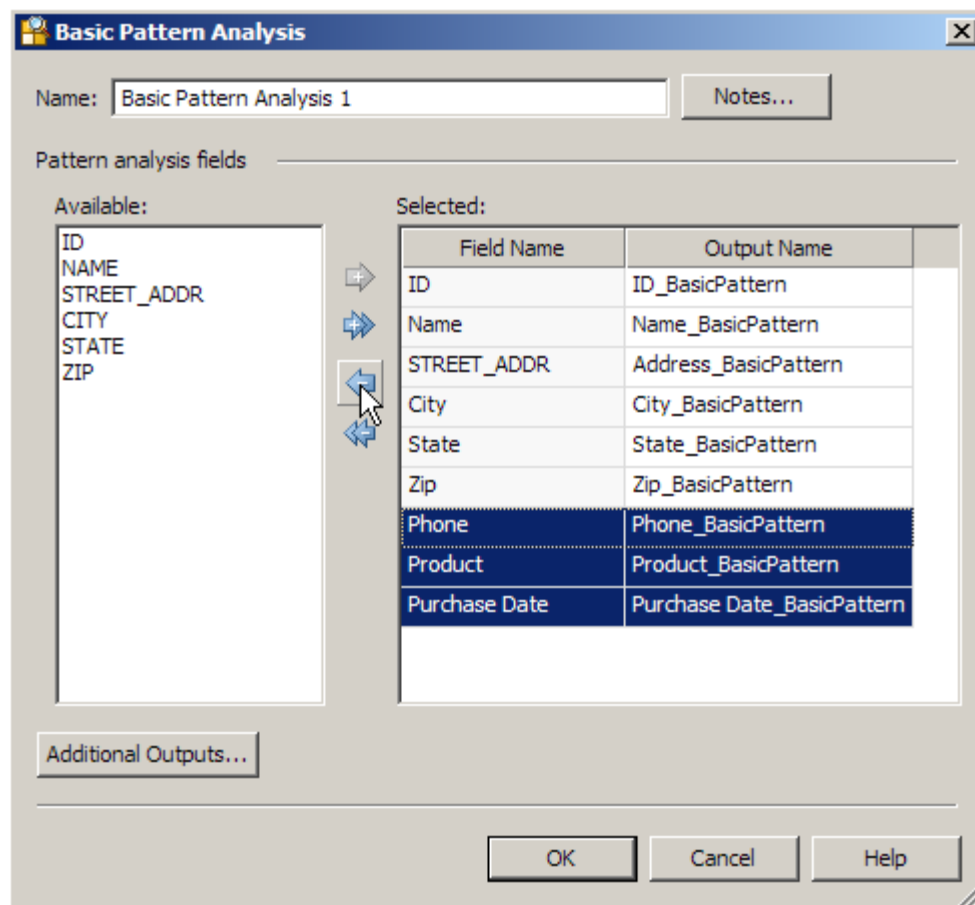 Basic Pattern Analysis
Name: Basic Pattern Analysis 1 Notes...
Pattern analysis fields
Available: Selected:
ID
NAME
STREET_ADDR
CITY
STATE
ZIP
Field Name Output Name
ID ID_BasicPattern
Name Name_BasicPattern
STREET_ADDR Address_BasicPattern
City City_BasicPattern
State State_BasicPattern
Zip Zip_BasicPattern
Phone Phone_BasicPattern
Product Product_BasicPattern
Purchase Date Purchase Date_BasicPattern
Additional Outputs...
OK Cancel Help